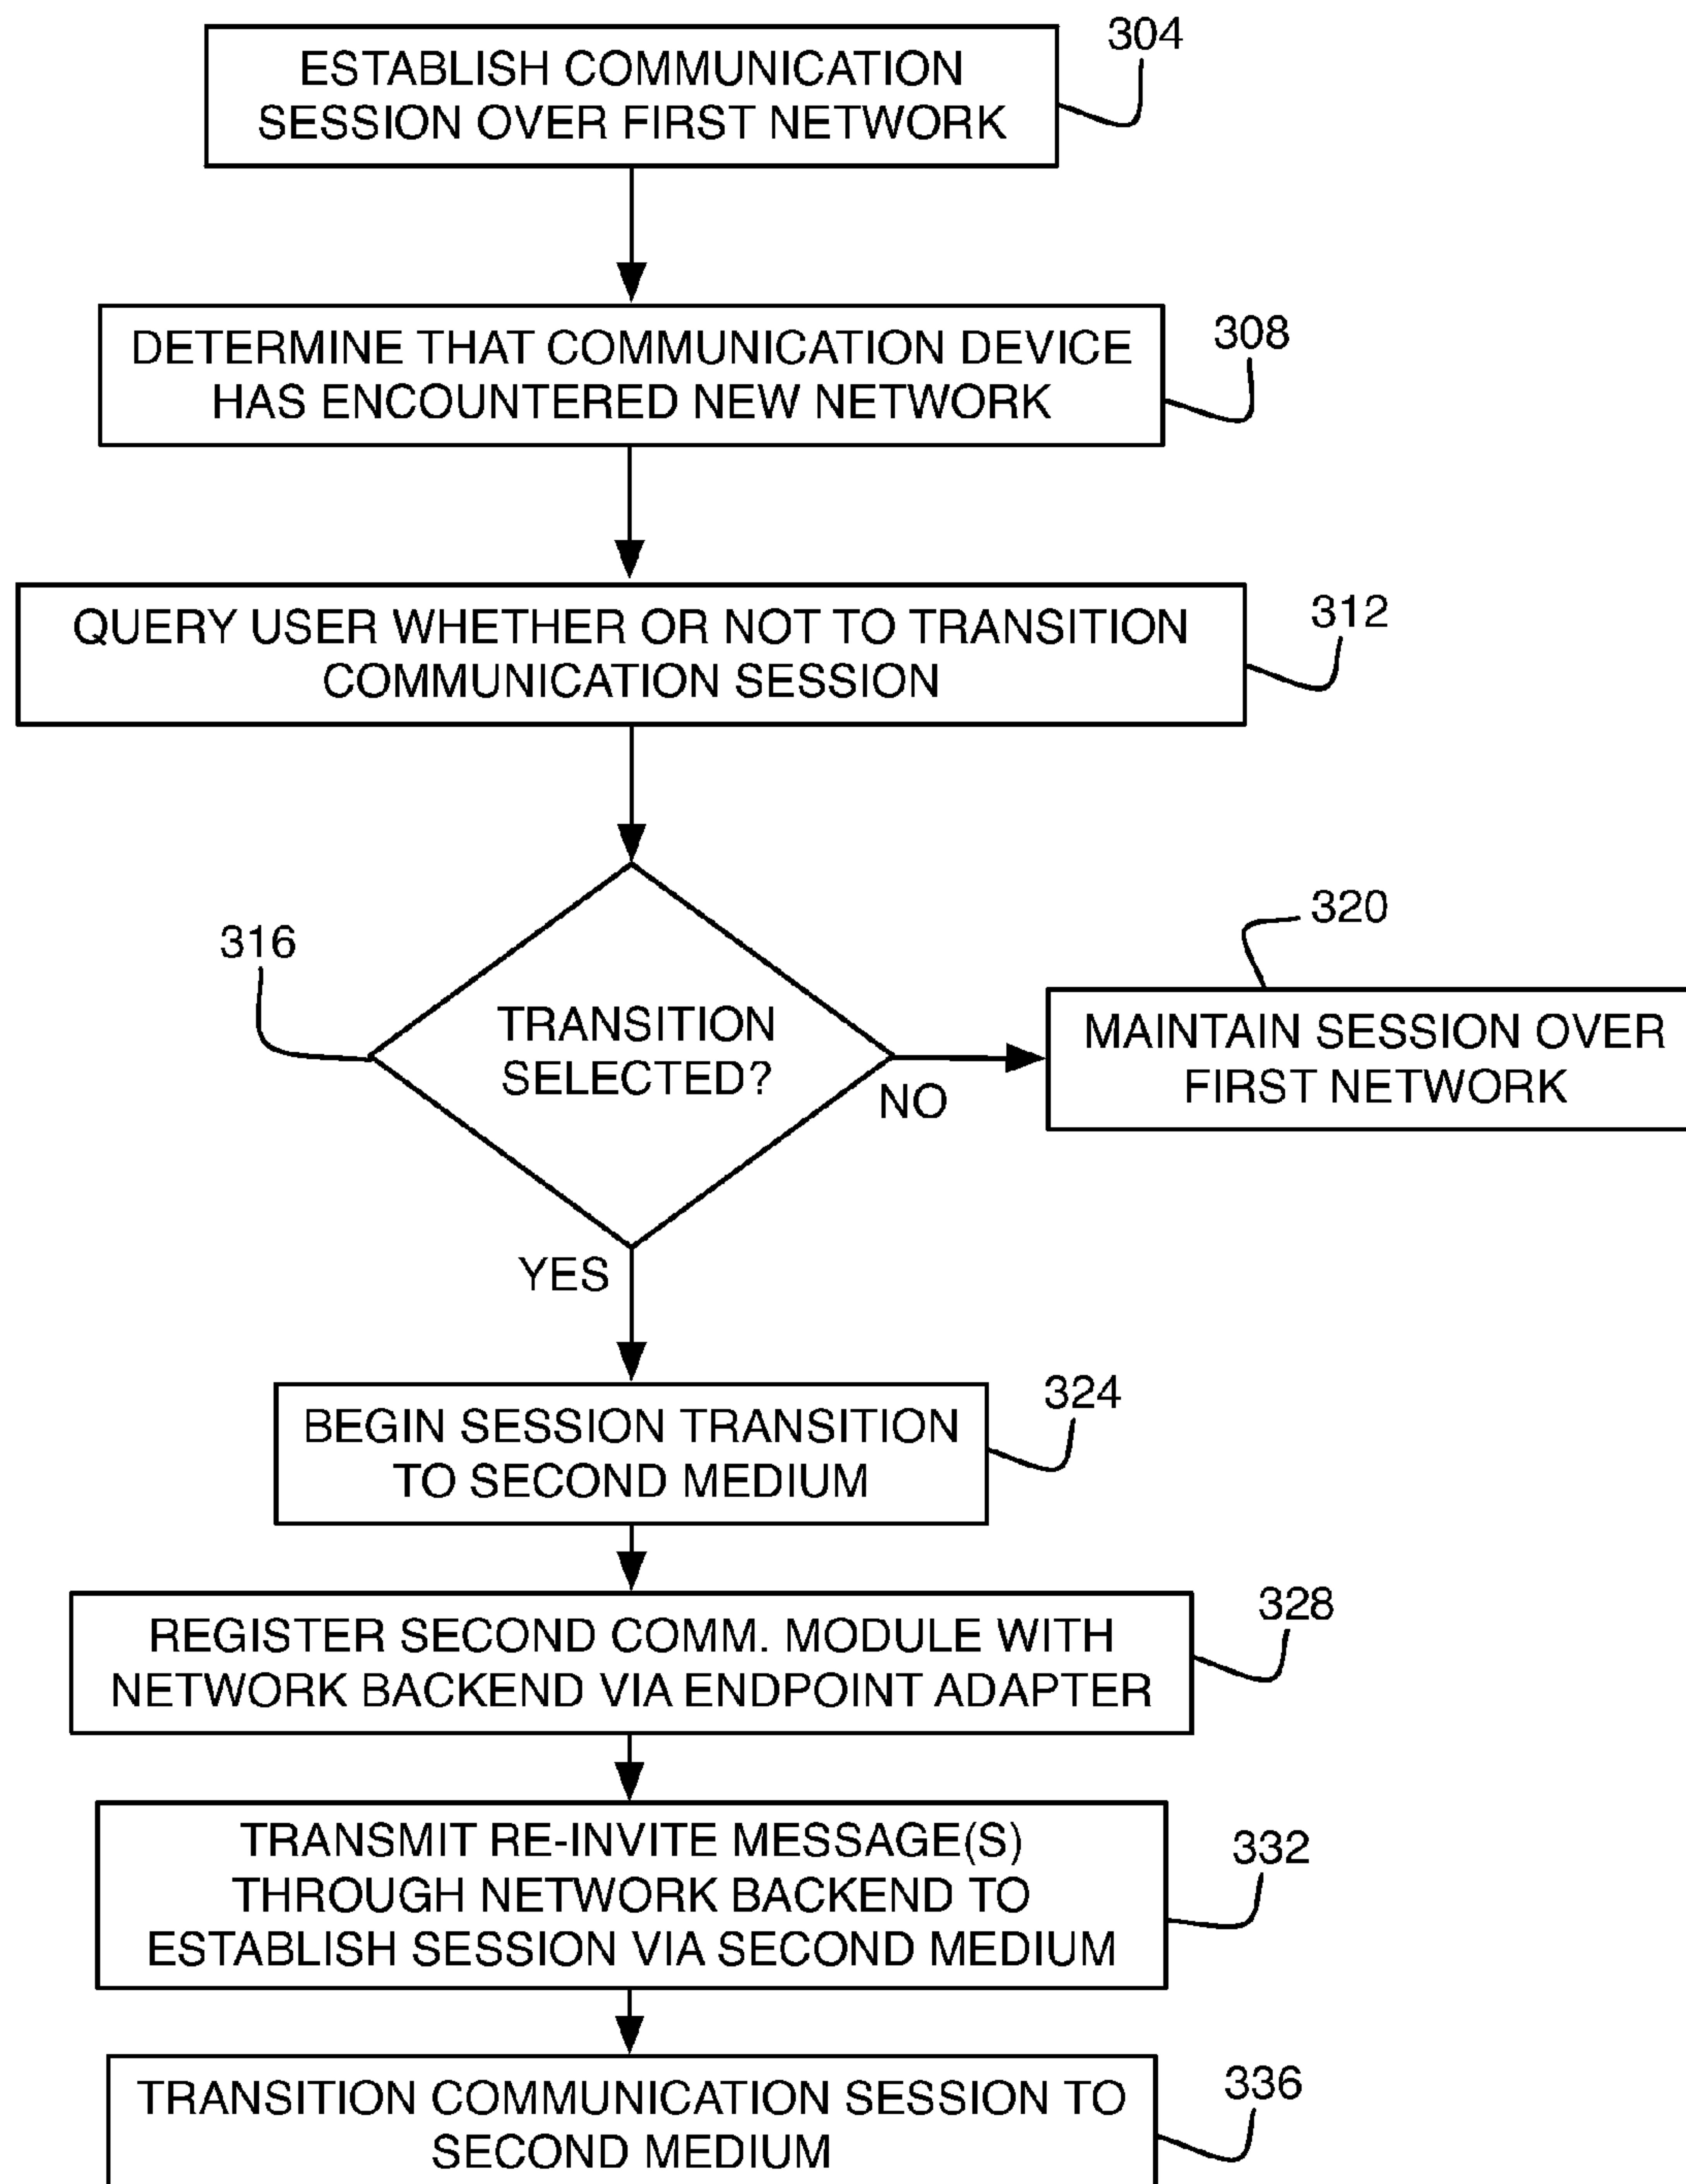 304
ESTABLISH COMMUNICATION
SESSION OVER FIRST NETWORK
308
DETERMINE THAT COMMUNICATION DEVICE
HAS ENCOUNTERED NEW NETWORK
312
QUERY USER WHETHER OR NOT TO TRANSITION
COMMUNICATION SESSION
316
TRANSITION
SELECTED?
NO
320
MAINTAIN SESSION OVER
FIRST NETWORK
YES
324
BEGIN SESSION TRANSITION
TO SECOND MEDIUM
328
REGISTER SECOND COMM. MODULE WITH
NETWORK BACKEND VIA ENDPOINT ADAPTER
332
TRANSMIT RE-INVITE MESSAGE(S)
THROUGH NETWORK BACKEND TO
ESTABLISH SESSION VIA SECOND MEDIUM
336
TRANSITION COMMUNICATION SESSION TO
SECOND MEDIUM